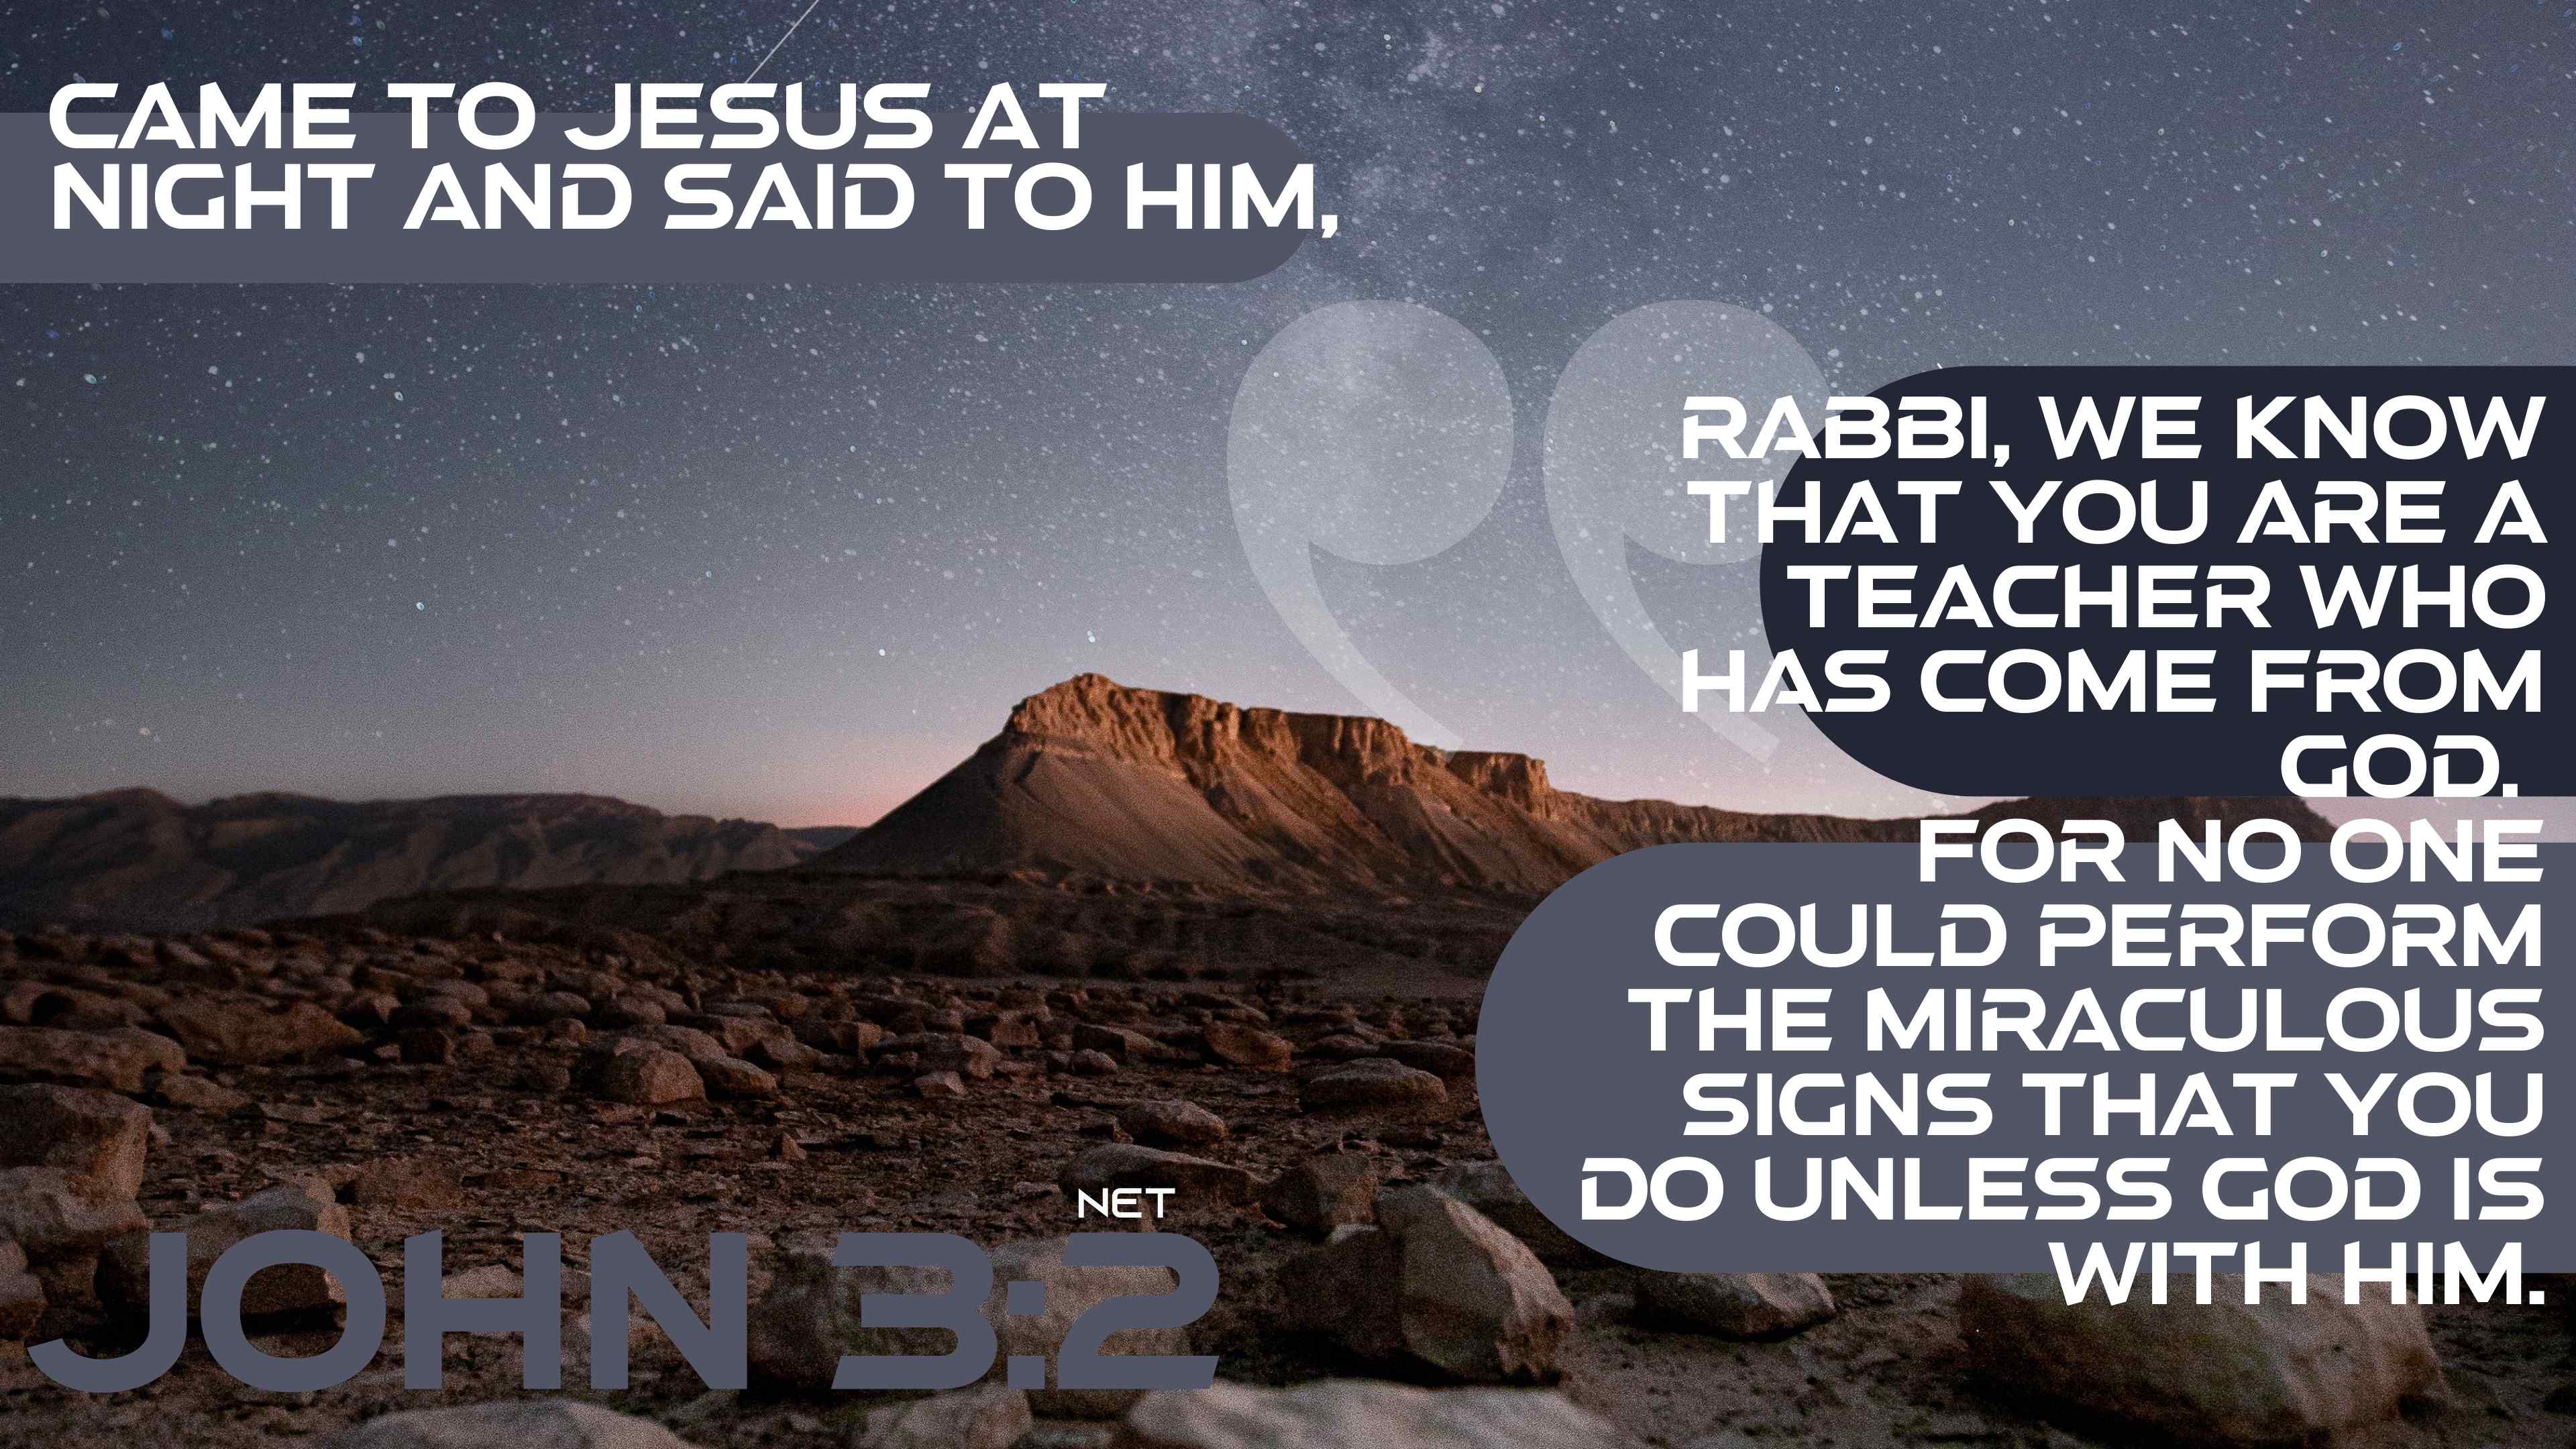 CAME TO JESUS AT
NIGHT AND SAID TO HIM,
RABBI, WE KNOW
THAT YOU ARE A
TEACHER WHO
HAS COME FROM
GOD.
FOR NO ONE
COULD PERFORM
THE MIRACULOUS
SIGNS THAT YOU
DO UNLESS GOD IS
WITH HIM.
NET
JOHN 3:2